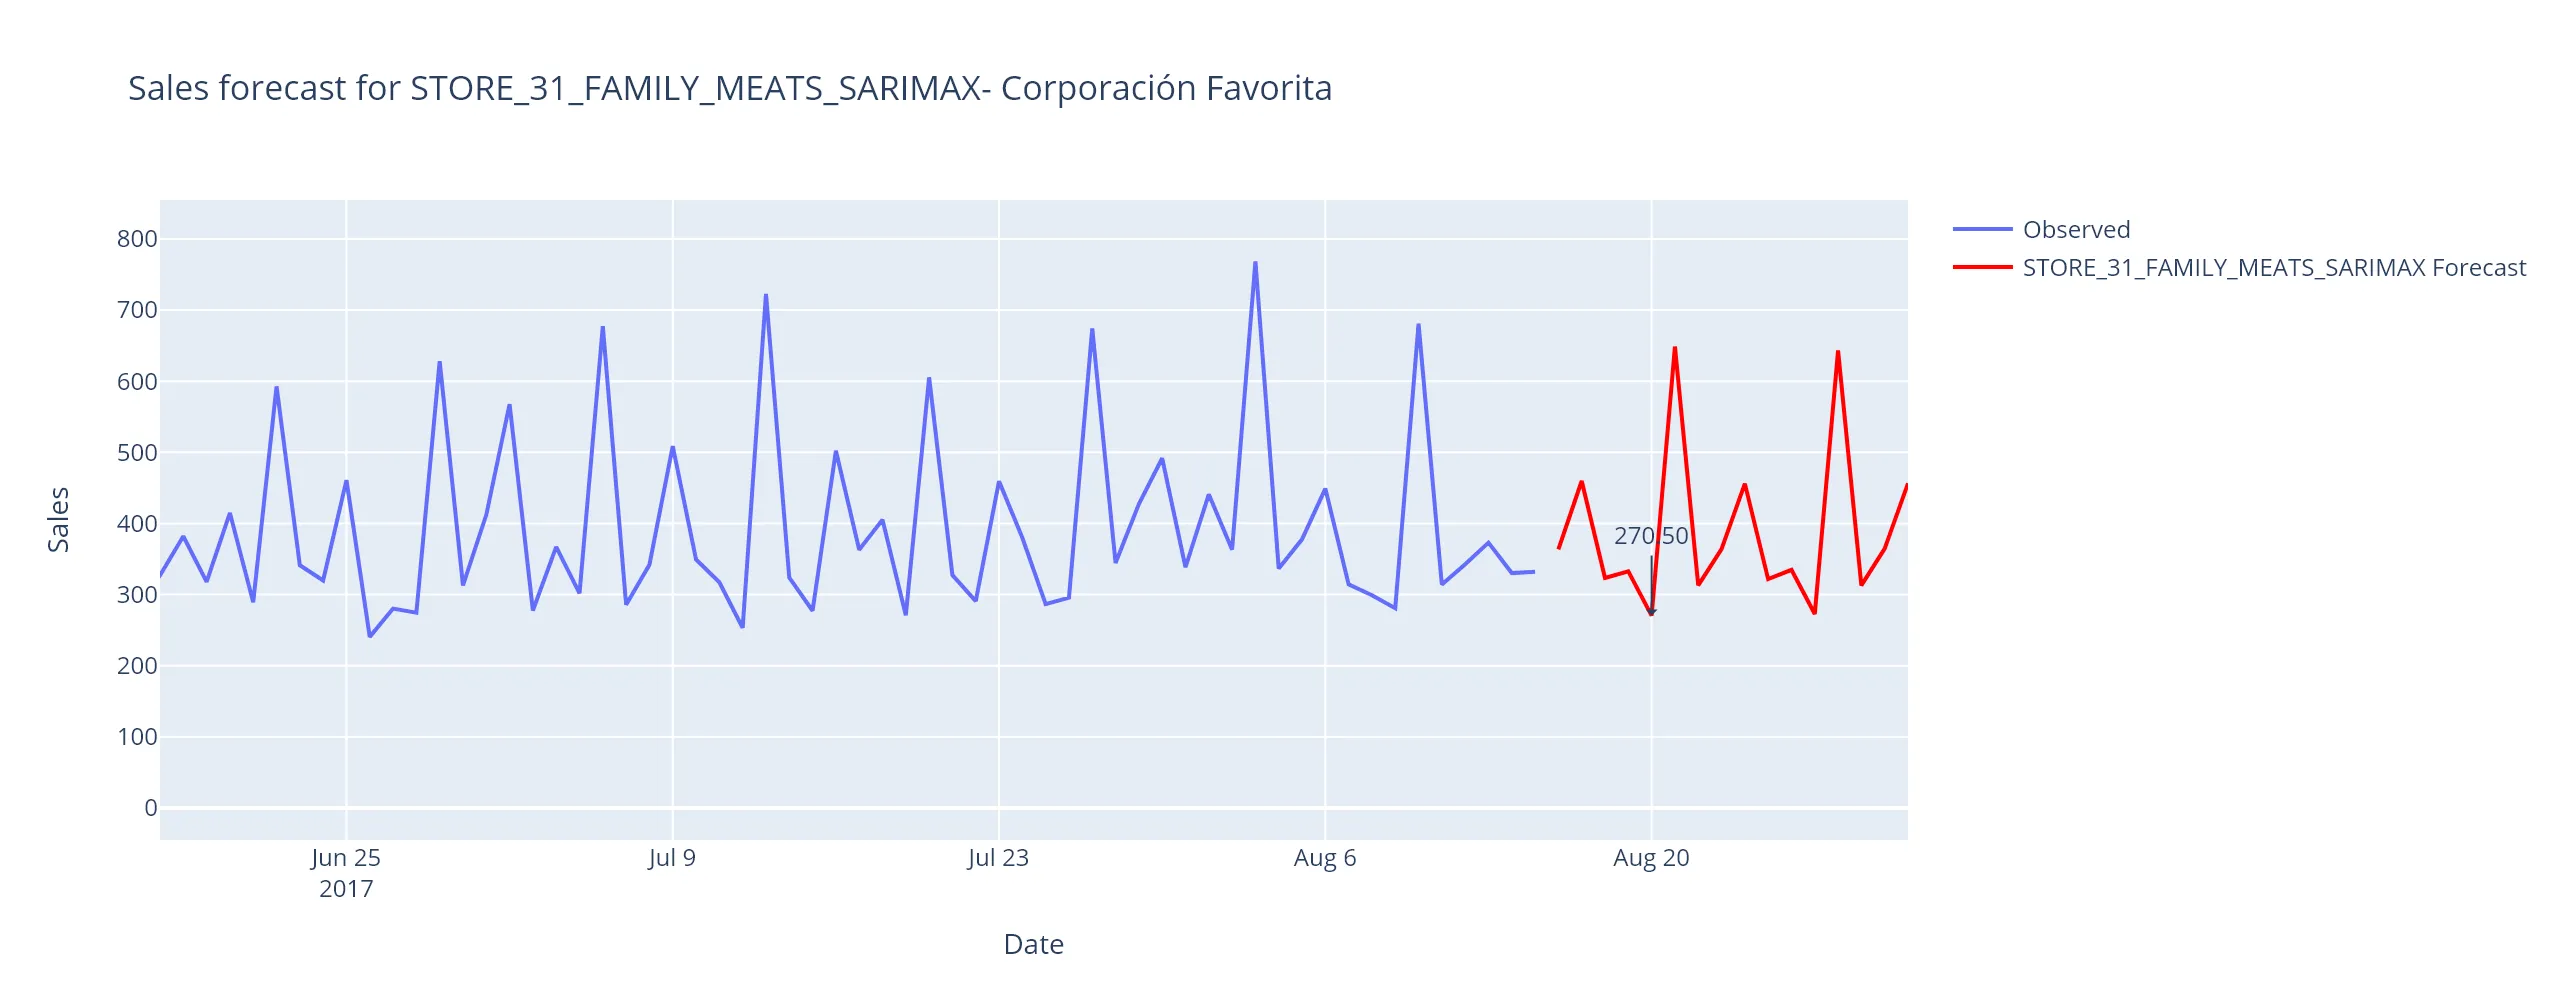 Sales forecast for STORE_31_FAMILY_MEATS_SARIMAX- Corporación Favorita
Observed
STORE_31_FAMILY_MEATS_SARIMAX Forecast
800
700
600
500
400
300
200
100
0
Sales
270.50
Jun 25
2017
Jul 9
Jul 23
Aug 6
Aug 20
Date